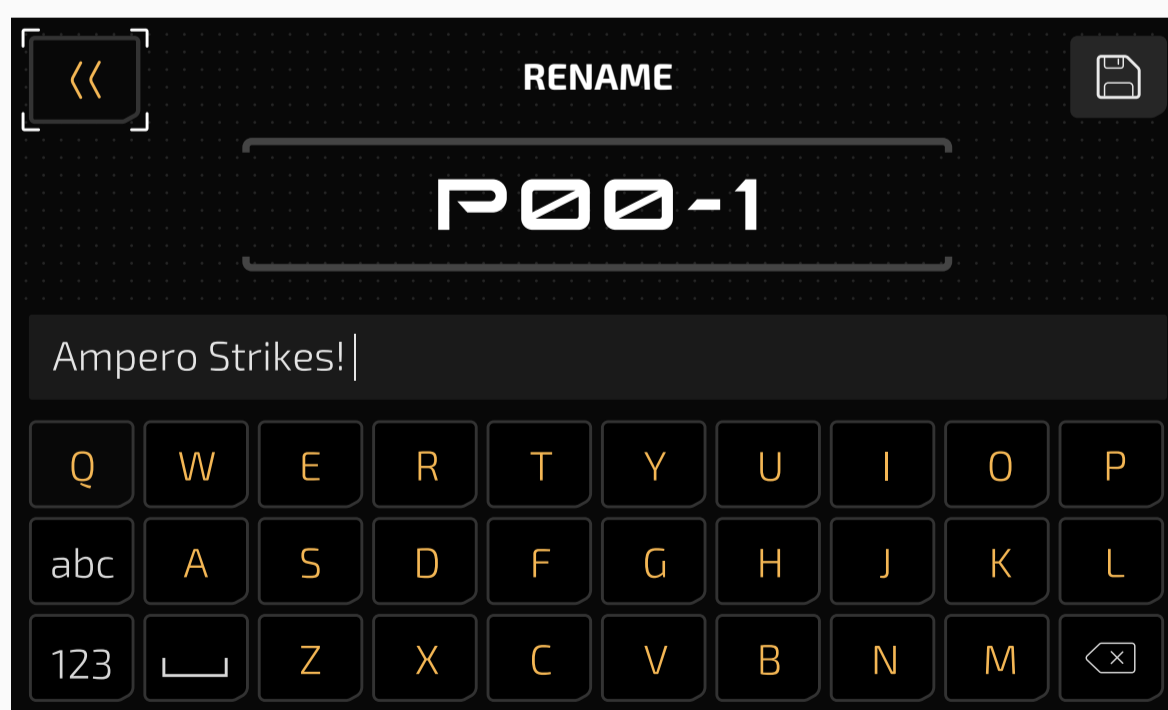 RENAME
P00-1
Ampero Strikes!
Q W E R T Y U I O P
abc A S D F G H J K L
123 Z X C V B N M